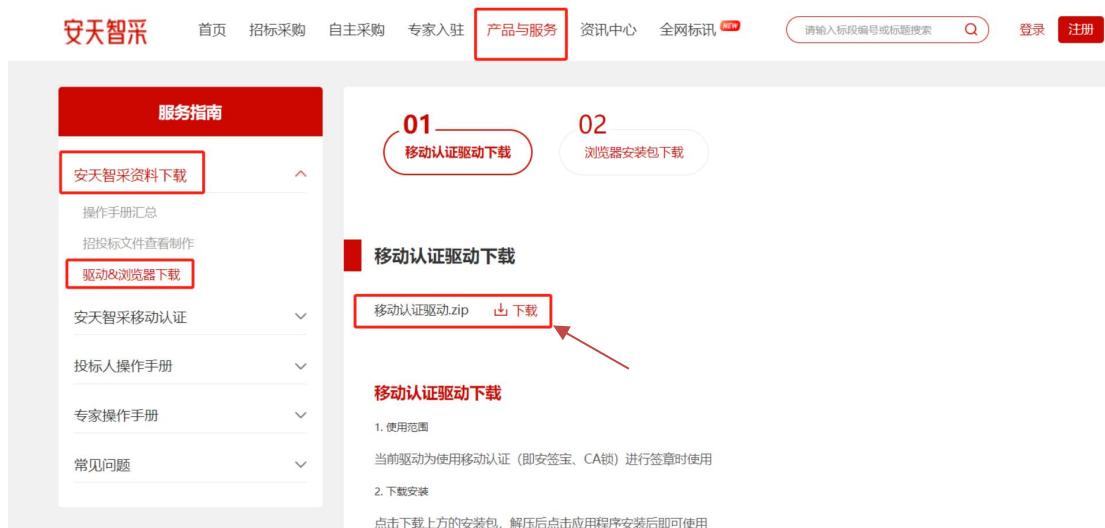 安天智采 首页 招标采购 自主采购 专家入驻 产品与服务 资讯中心 全网标讯 NEW 请输入标段编号或标题搜索 登录 注册
服务指南
安天智采资料下载
操作手册汇总
招投标文件查看制作
驱动&浏览器下载
安天智采移动认证
投标人操作手册
专家操作手册
常见问题
01
移动认证驱动下载
02
浏览器安装包下载
移动认证驱动下载
移动认证驱动.zip 下载
移动认证驱动下载
1. 使用范围
当前驱动为使用移动认证（即安签宝、CA锁）进行签章时使用
2. 下载安装
点击下载上方的安装包，解压后点击应用程序安装后即可使用